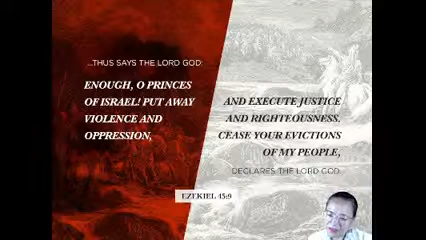 ...THUS SAYS THE LORD GOD:
ENOUGH, O PRINCES
OF ISRAEL! PUT AWAY
VIOLENCE AND
OPPRESSION,
AND EXECUTE JUSTICE
AND RIGHTEOUSNESS.
CEASE YOUR EVICTIONS
OF MY PEOPLE,
DECLARES THE LORD GOD.
EZEKIEL 45:9